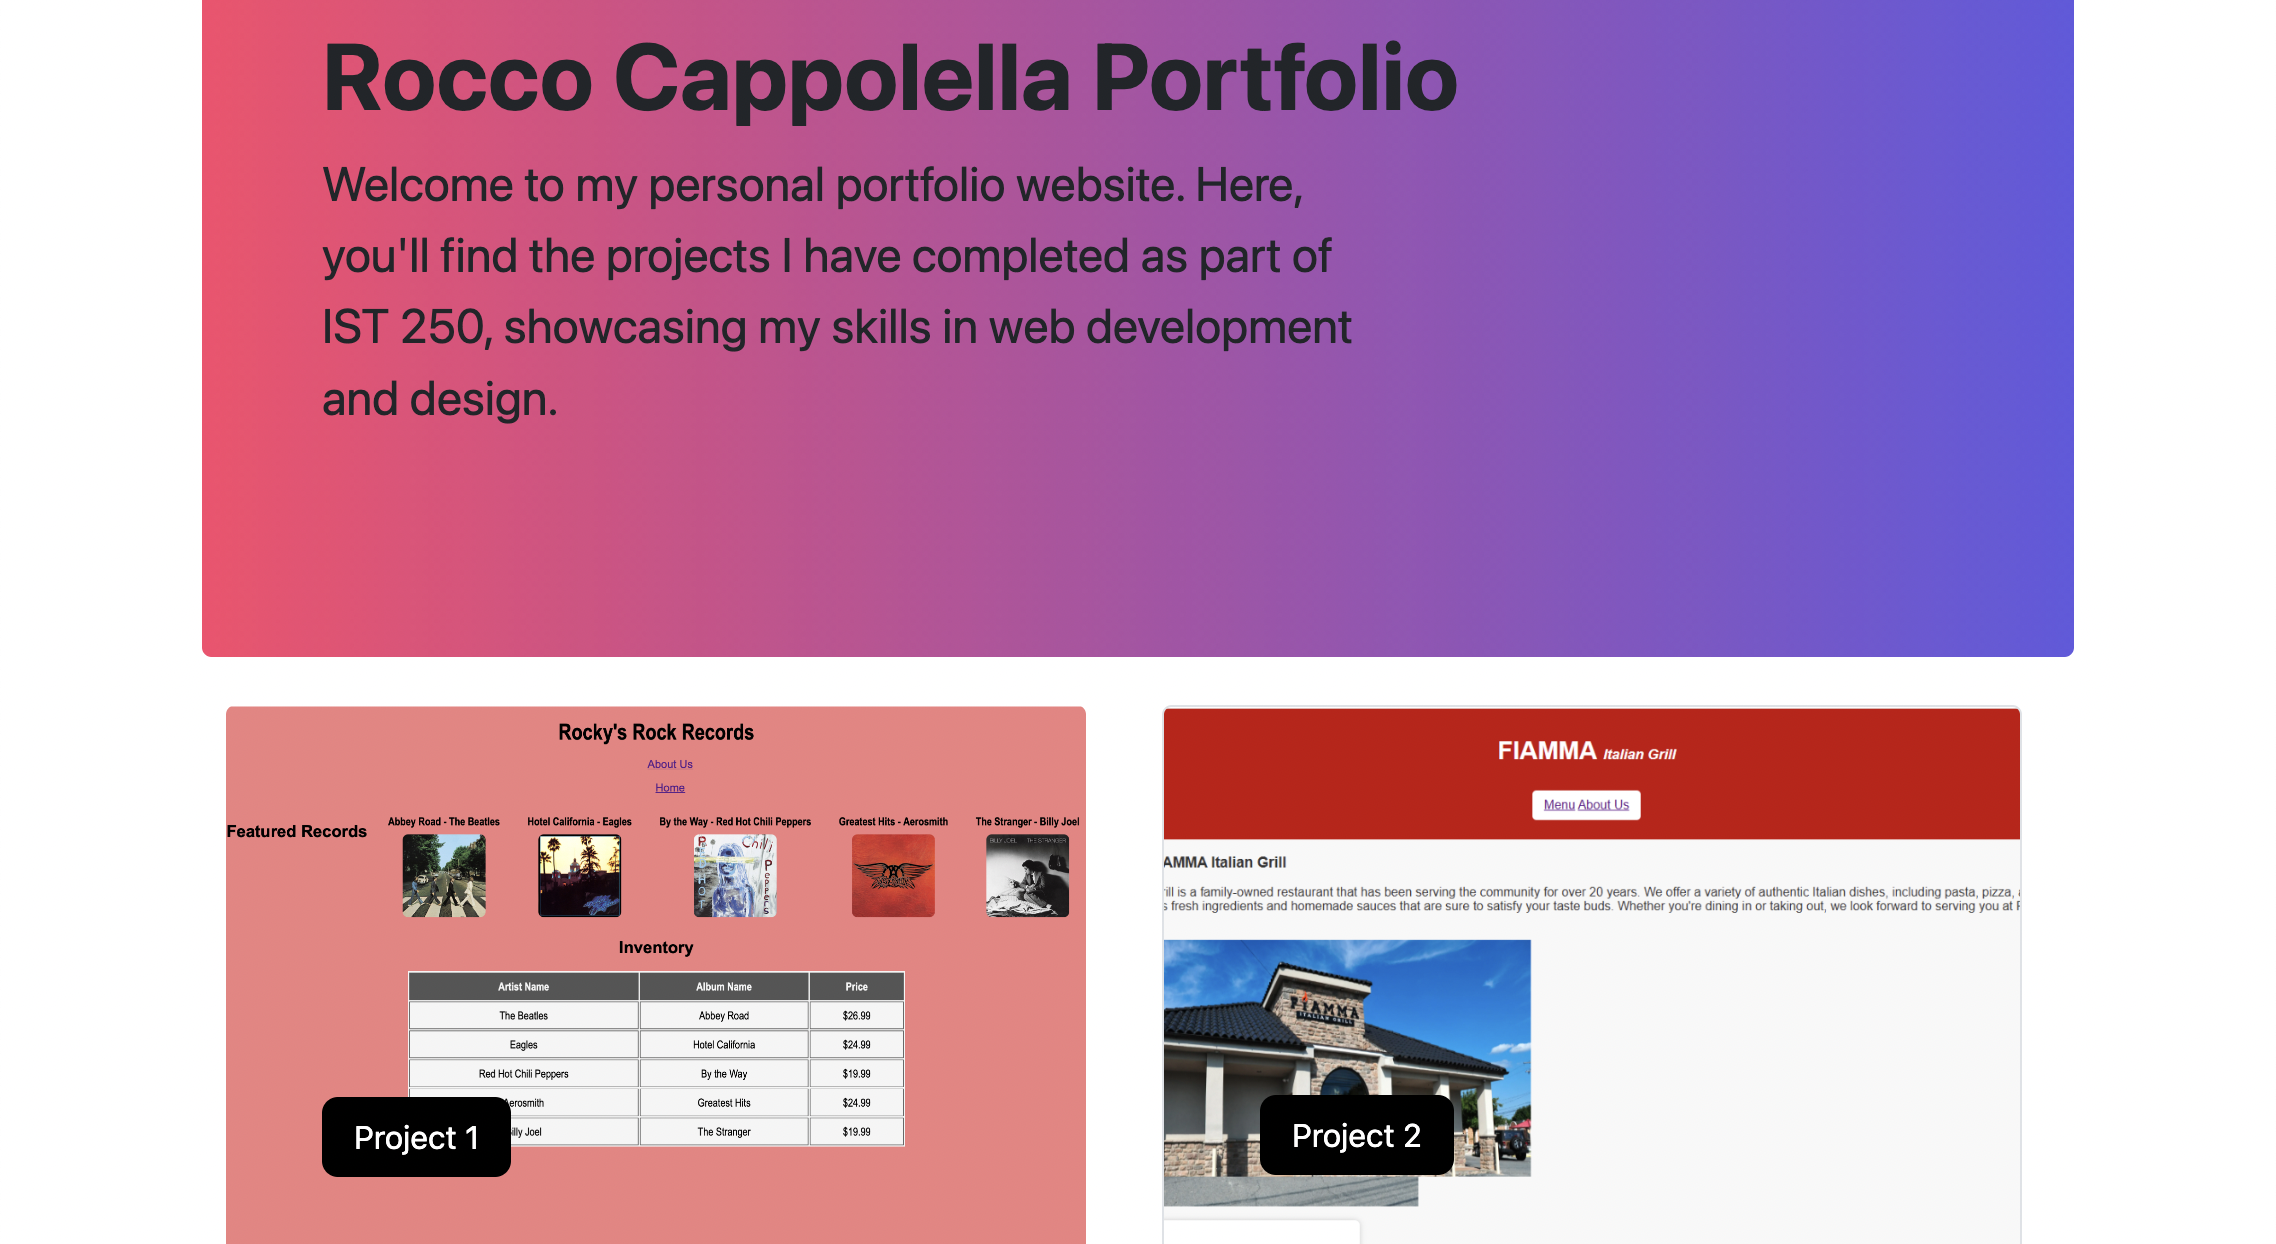 Rocco Cappolella Portfolio
Welcome to my personal portfolio website. Here,
you'll find the projects I have completed as part of
IST 250, showcasing my skills in web development
and design.
Rocky's Rock Records
About Us
Home
Featured Records
Abbey Road - The Beatles
Hotel California - Eagles
By the Way - Red Hot Chili Peppers
Greatest Hits - Aerosmith
The Stranger - Billy Joel
BILLY JOEL THE STRANGER
Inventory
Artist Name Album Name Price
The Beatles Abbey Road $26.99
Eagles Hotel California $24.99
Red Hot Chili Peppers By the Way $19.99
erosmith Greatest Hits $24.99
illy Joel The Stranger $19.99
Project 1
FIAMMA Italian Grill
Menu About Us
AMMA Italian Grill
ill is a family-owned restaurant that has been serving the community for over 20 years. We offer a variety of authentic Italian dishes, including pasta, pizza,
s fresh ingredients and homemade sauces that are sure to satisfy your taste buds. Whether you're dining in or taking out, we look forward to serving you at F
FIAMMA
ITALIAN GRILL
Project 2